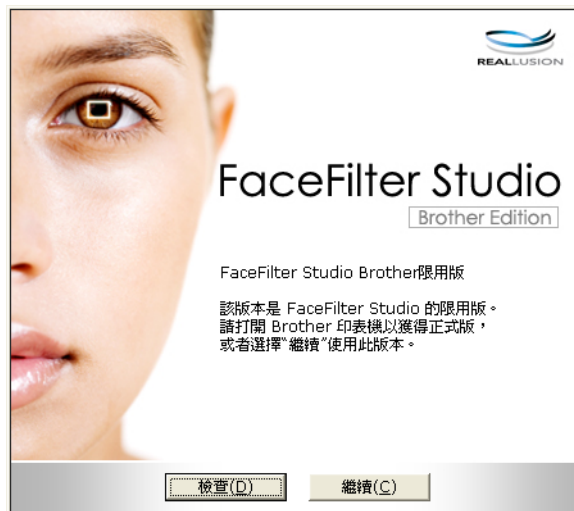 REALLUSION
FaceFilter Studio
Brother Edition
FaceFilter Studio Brother限用版
該版本是 FaceFilter Studio 的限用版。
請打開 Brother 印表機以獲得正式版，
或者選擇“繼續”使用此版本。
檢查(D)
繼續(C)